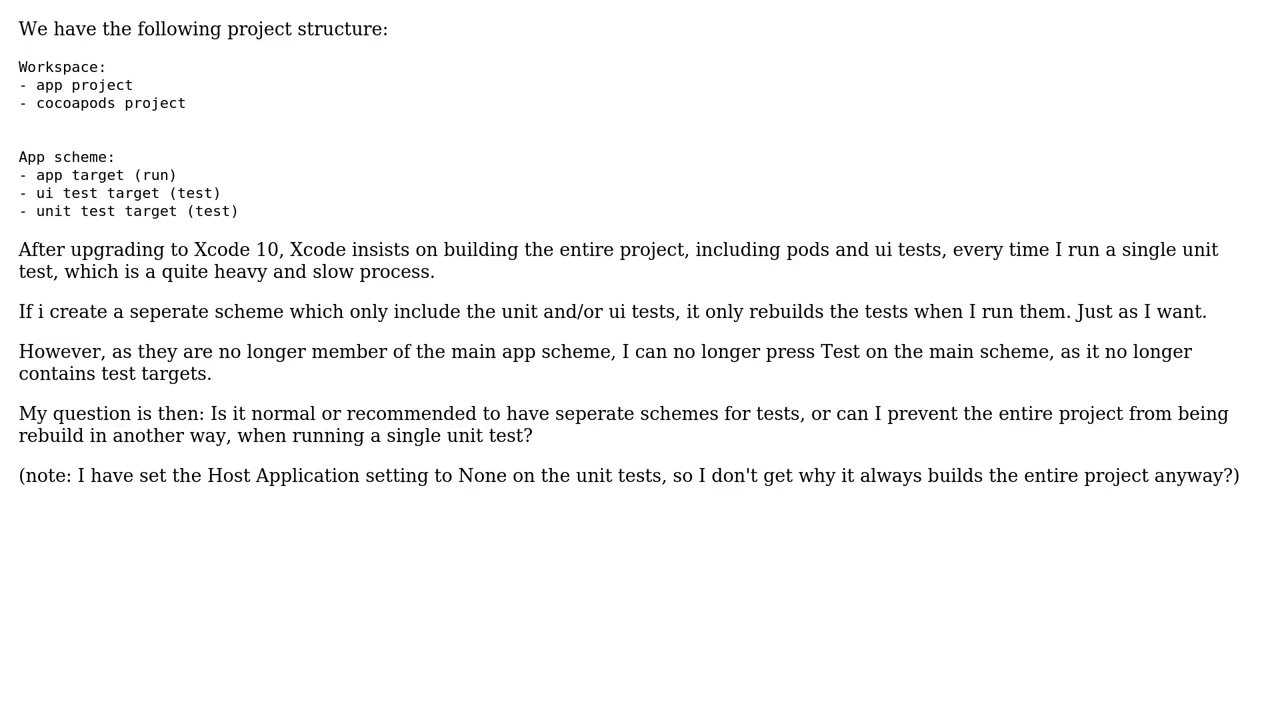 We have the following project structure:
Workspace:
- app project
- cocoapods project
App scheme:
- app target (run)
- ui test target (test)
- unit test target (test)
After upgrading to Xcode 10, Xcode insists on building the entire project, including pods and ui tests, every time I run a single unit
test, which is a quite heavy and slow process.
If i create a seperate scheme which only include the unit and/or ui tests, it only rebuilds the tests when I run them. Just as I want.
However, as they are no longer member of the main app scheme, I can no longer press Test on the main scheme, as it no longer
contains test targets.
My question is then: Is it normal or recommended to have seperate schemes for tests, or can I prevent the entire project from being
rebuild in another way, when running a single unit test?
(note: I have set the Host Application setting to None on the unit tests, so I don't get why it always builds the entire project anyway?)